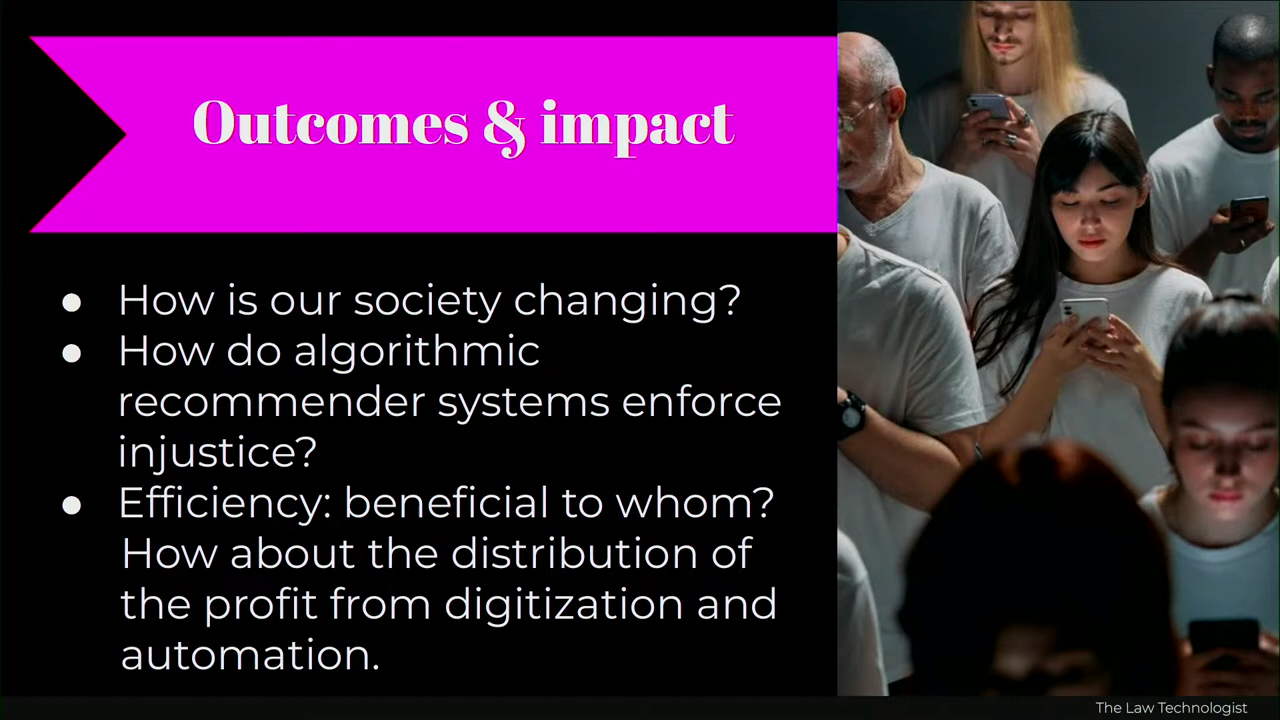 Outcomes & impact
● How is our society changing?
● How do algorithmic
recommender systems enforce
injustice?
● Efficiency: beneficial to whom?
How about the distribution of
the profit from digitization and
automation.
The Law Technologist